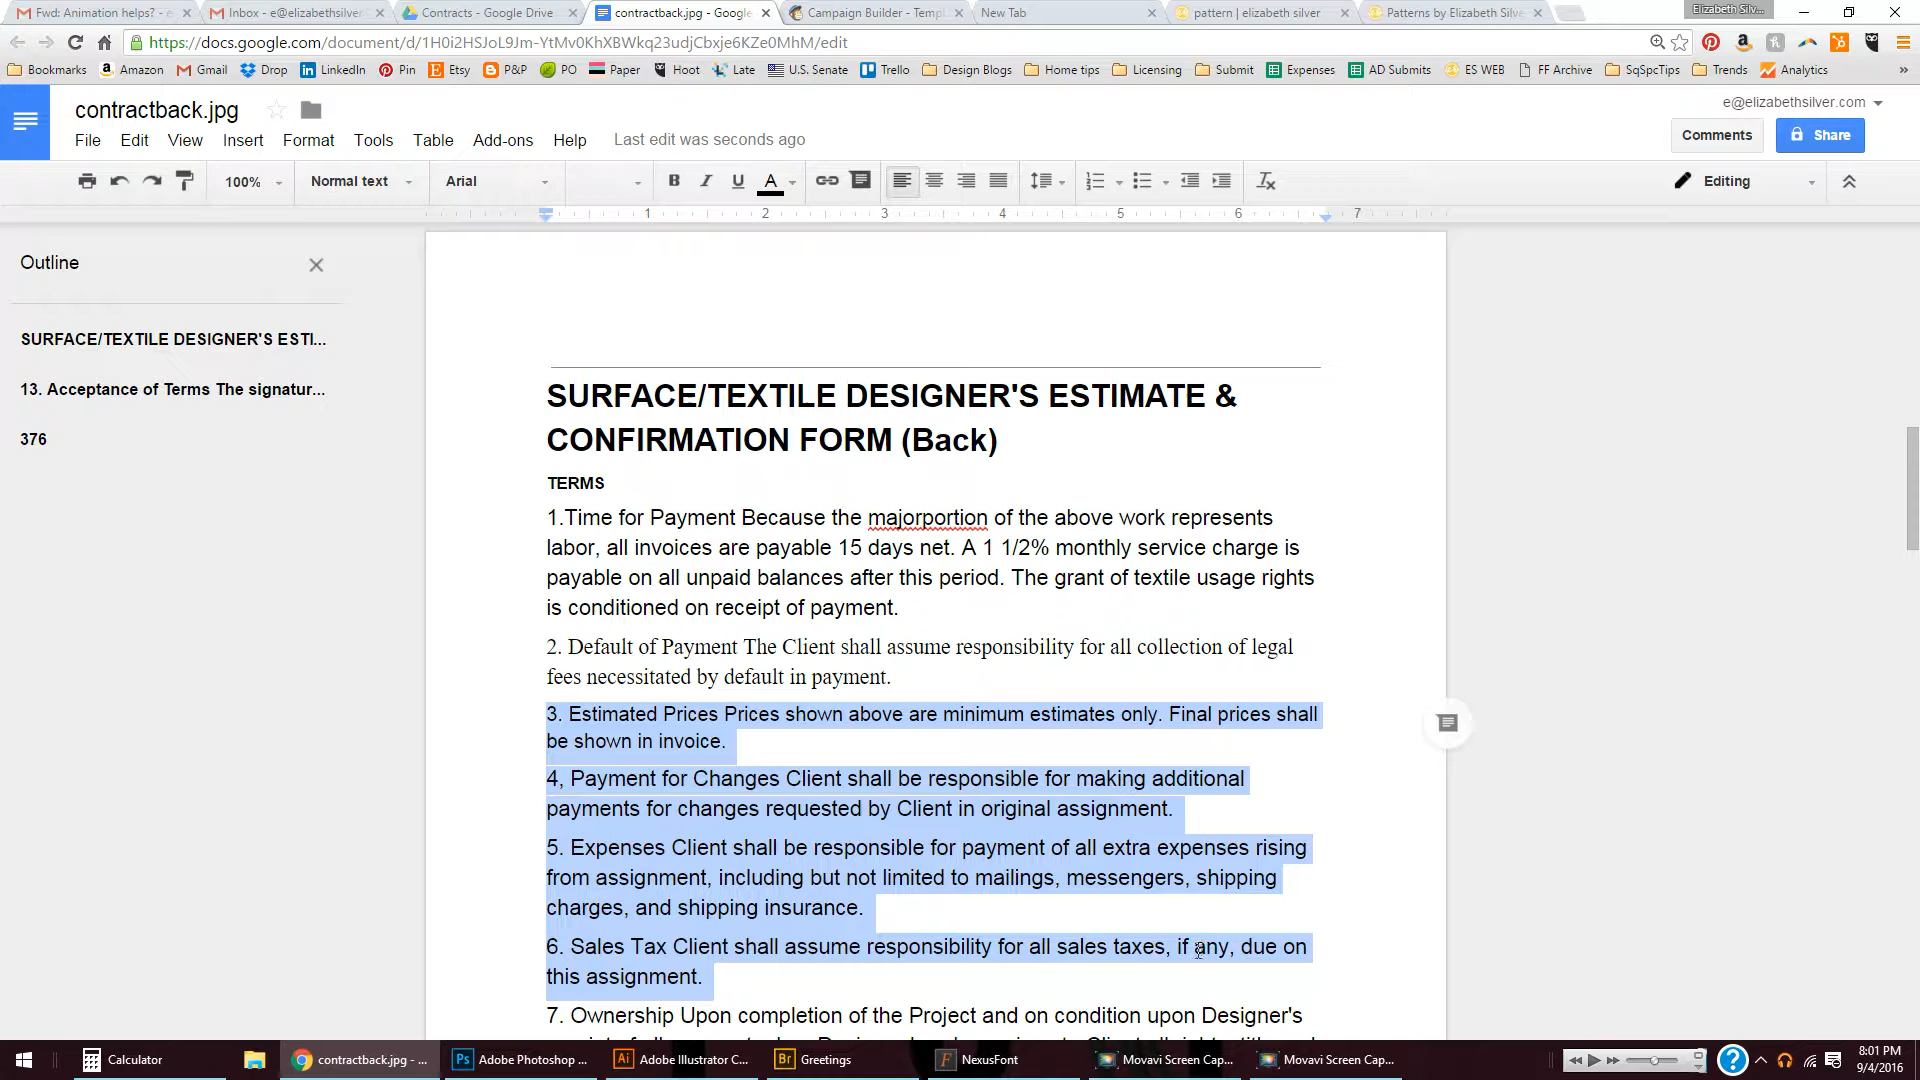 Fwd: Animation helps? - e
Inbox - e@elizabethsilver
Contracts - Google Drive
contractback.jpg - Google
Campaign Builder - Templ
New Tab
pattern | elizabeth silver
Patterns by Elizabeth Silve
Elizabeth Silv...
https://docs.google.com/document/d/1H0i2HSJoL9Jm-YtMv0KhXBWkq23udjCbxje6KZe0MhM/edit
Bookmarks Amazon Gmail Drop LinkedIn Pin Etsy P&P PO Paper Hoot Late U.S. Senate Trello Design Blogs Home tips Licensing Submit Expenses AD Submits ES WEB FF Archive SqSpcTips Trends Analytics »
contractback.jpg
e@elizabethsilver.com
File Edit View Insert Format Tools Table Add-ons Help Last edit was seconds ago
Comments
Share
100% Normal text Arial B I U A Editing
1 2 3 4 5 6 7
Outline
SURFACE/TEXTILE DESIGNER'S ESTI...
13. Acceptance of Terms The signatur...
376
SURFACE/TEXTILE DESIGNER'S ESTIMATE &
CONFIRMATION FORM (Back)
TERMS
1.Time for Payment Because the majorportion of the above work represents
labor, all invoices are payable 15 days net. A 1 1/2% monthly service charge is
payable on all unpaid balances after this period. The grant of textile usage rights
is conditioned on receipt of payment.
2. Default of Payment The Client shall assume responsibility for all collection of legal
fees necessitated by default in payment.
3. Estimated Prices Prices shown above are minimum estimates only. Final prices shall
be shown in invoice.
4, Payment for Changes Client shall be responsible for making additional
payments for changes requested by Client in original assignment.
5. Expenses Client shall be responsible for payment of all extra expenses rising
from assignment, including but not limited to mailings, messengers, shipping
charges, and shipping insurance.
6. Sales Tax Client shall assume responsibility for all sales taxes, if any, due on
this assignment.
7. Ownership Upon completion of the Project and on condition upon Designer's
Calculator
contractback.jpg - ...
Ps Adobe Photoshop ...
Ai Adobe Illustrator C...
Br Greetings
NexusFont
Movavi Screen Cap...
Movavi Screen Cap...
8:01 PM
9/4/2016